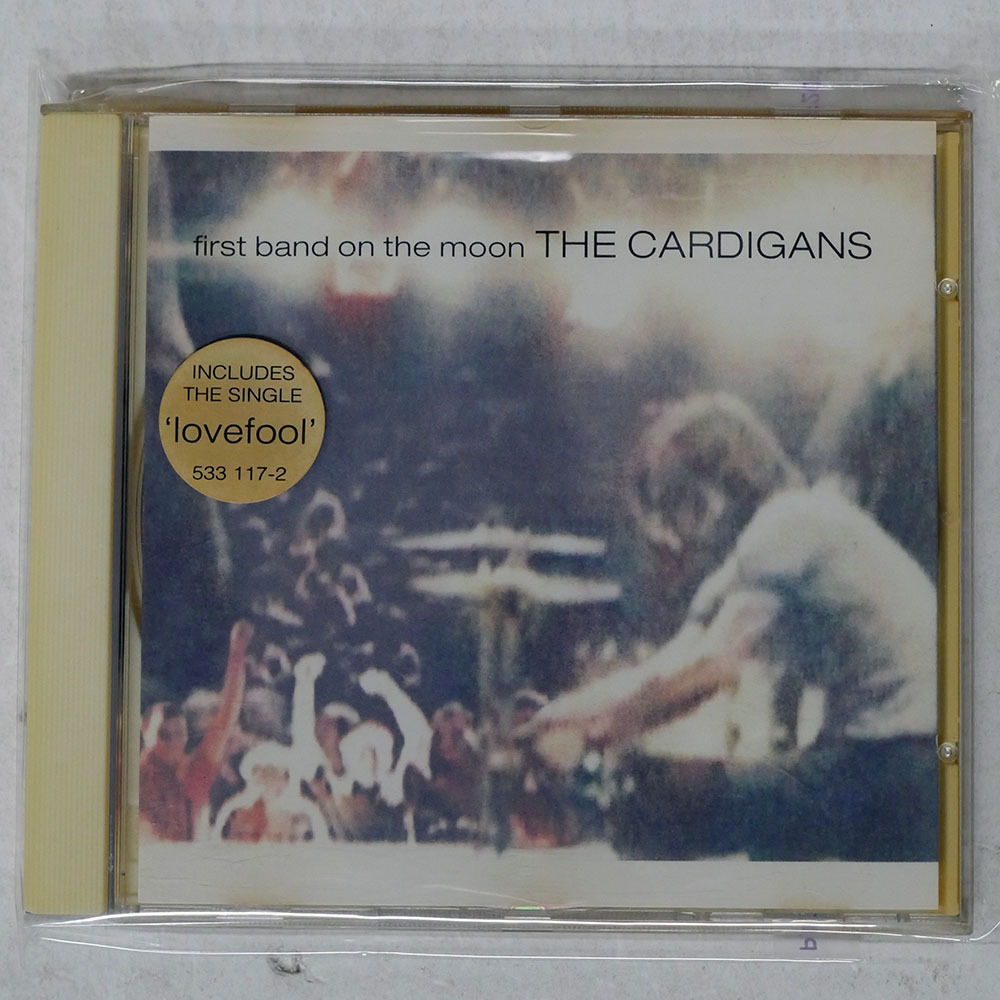 first band on the moon THE CARDIGANS
INCLUDES
THE SINGLE
'lovefool'
533 117-2